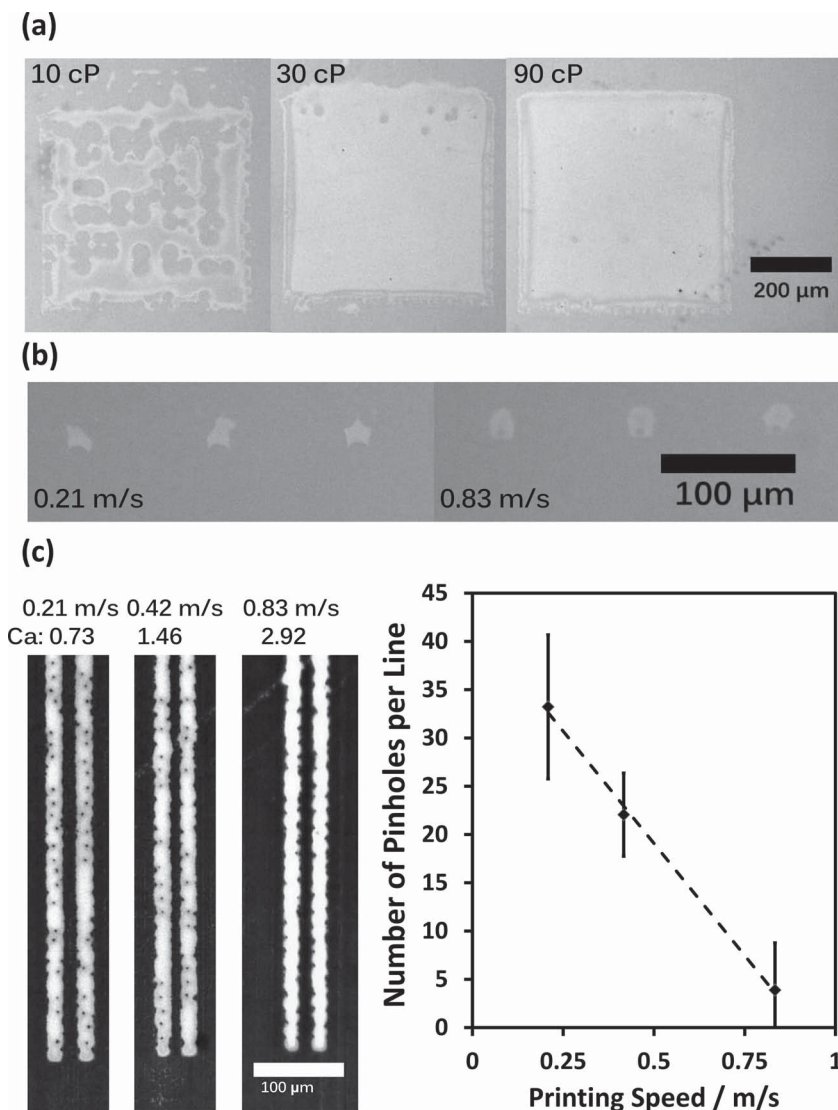 (a)
10 cP 30 cP 90 cP
200 µm
(b)
0.21 m/s 0.83 m/s
100 µm
(c)
0.21 m/s 0.42 m/s 0.83 m/s
Ca: 0.73 1.46 2.92
100 µm
Number of Pinholes per Line
45
40
35
30
25
20
15
10
5
0
0 0.25 0.5 0.75 1
Printing Speed / m/s